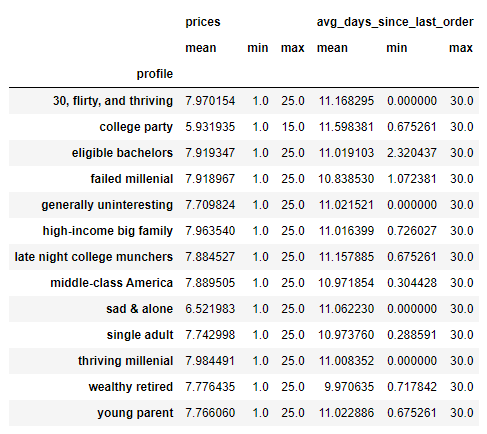 prices avg_days_since_last_order
mean min max mean min max
profile
30, flirty, and thriving 7.970154 1.0 25.0 11.168295 0.000000 30.0
college party 5.931935 1.0 15.0 11.598381 0.675261 30.0
eligible bachelors 7.919347 1.0 25.0 11.019103 2.320437 30.0
failed millenial 7.918967 1.0 25.0 10.838530 1.072381 30.0
generally uninteresting 7.709824 1.0 25.0 11.021521 0.000000 30.0
high-income big family 7.963540 1.0 25.0 11.016399 0.726027 30.0
late night college munchers 7.884527 1.0 25.0 11.157885 0.675261 30.0
middle-class America 7.889505 1.0 25.0 10.971854 0.304428 30.0
sad & alone 6.521983 1.0 25.0 11.062230 0.000000 30.0
single adult 7.742998 1.0 25.0 10.973760 0.288591 30.0
thriving millenial 7.984491 1.0 25.0 11.008352 0.000000 30.0
wealthy retired 7.776435 1.0 25.0 9.970635 0.717842 30.0
young parent 7.766060 1.0 25.0 11.022886 0.675261 30.0